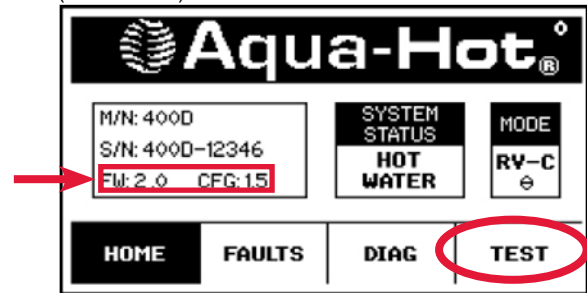 Aqua-Hot®
M/N: 400D
S/N: 400D-12346
FW: 2.0 CFG: 1.5
SYSTEM
STATUS
HOT
WATER
MODE
RV-C
HOME FAULTS DIAG TEST